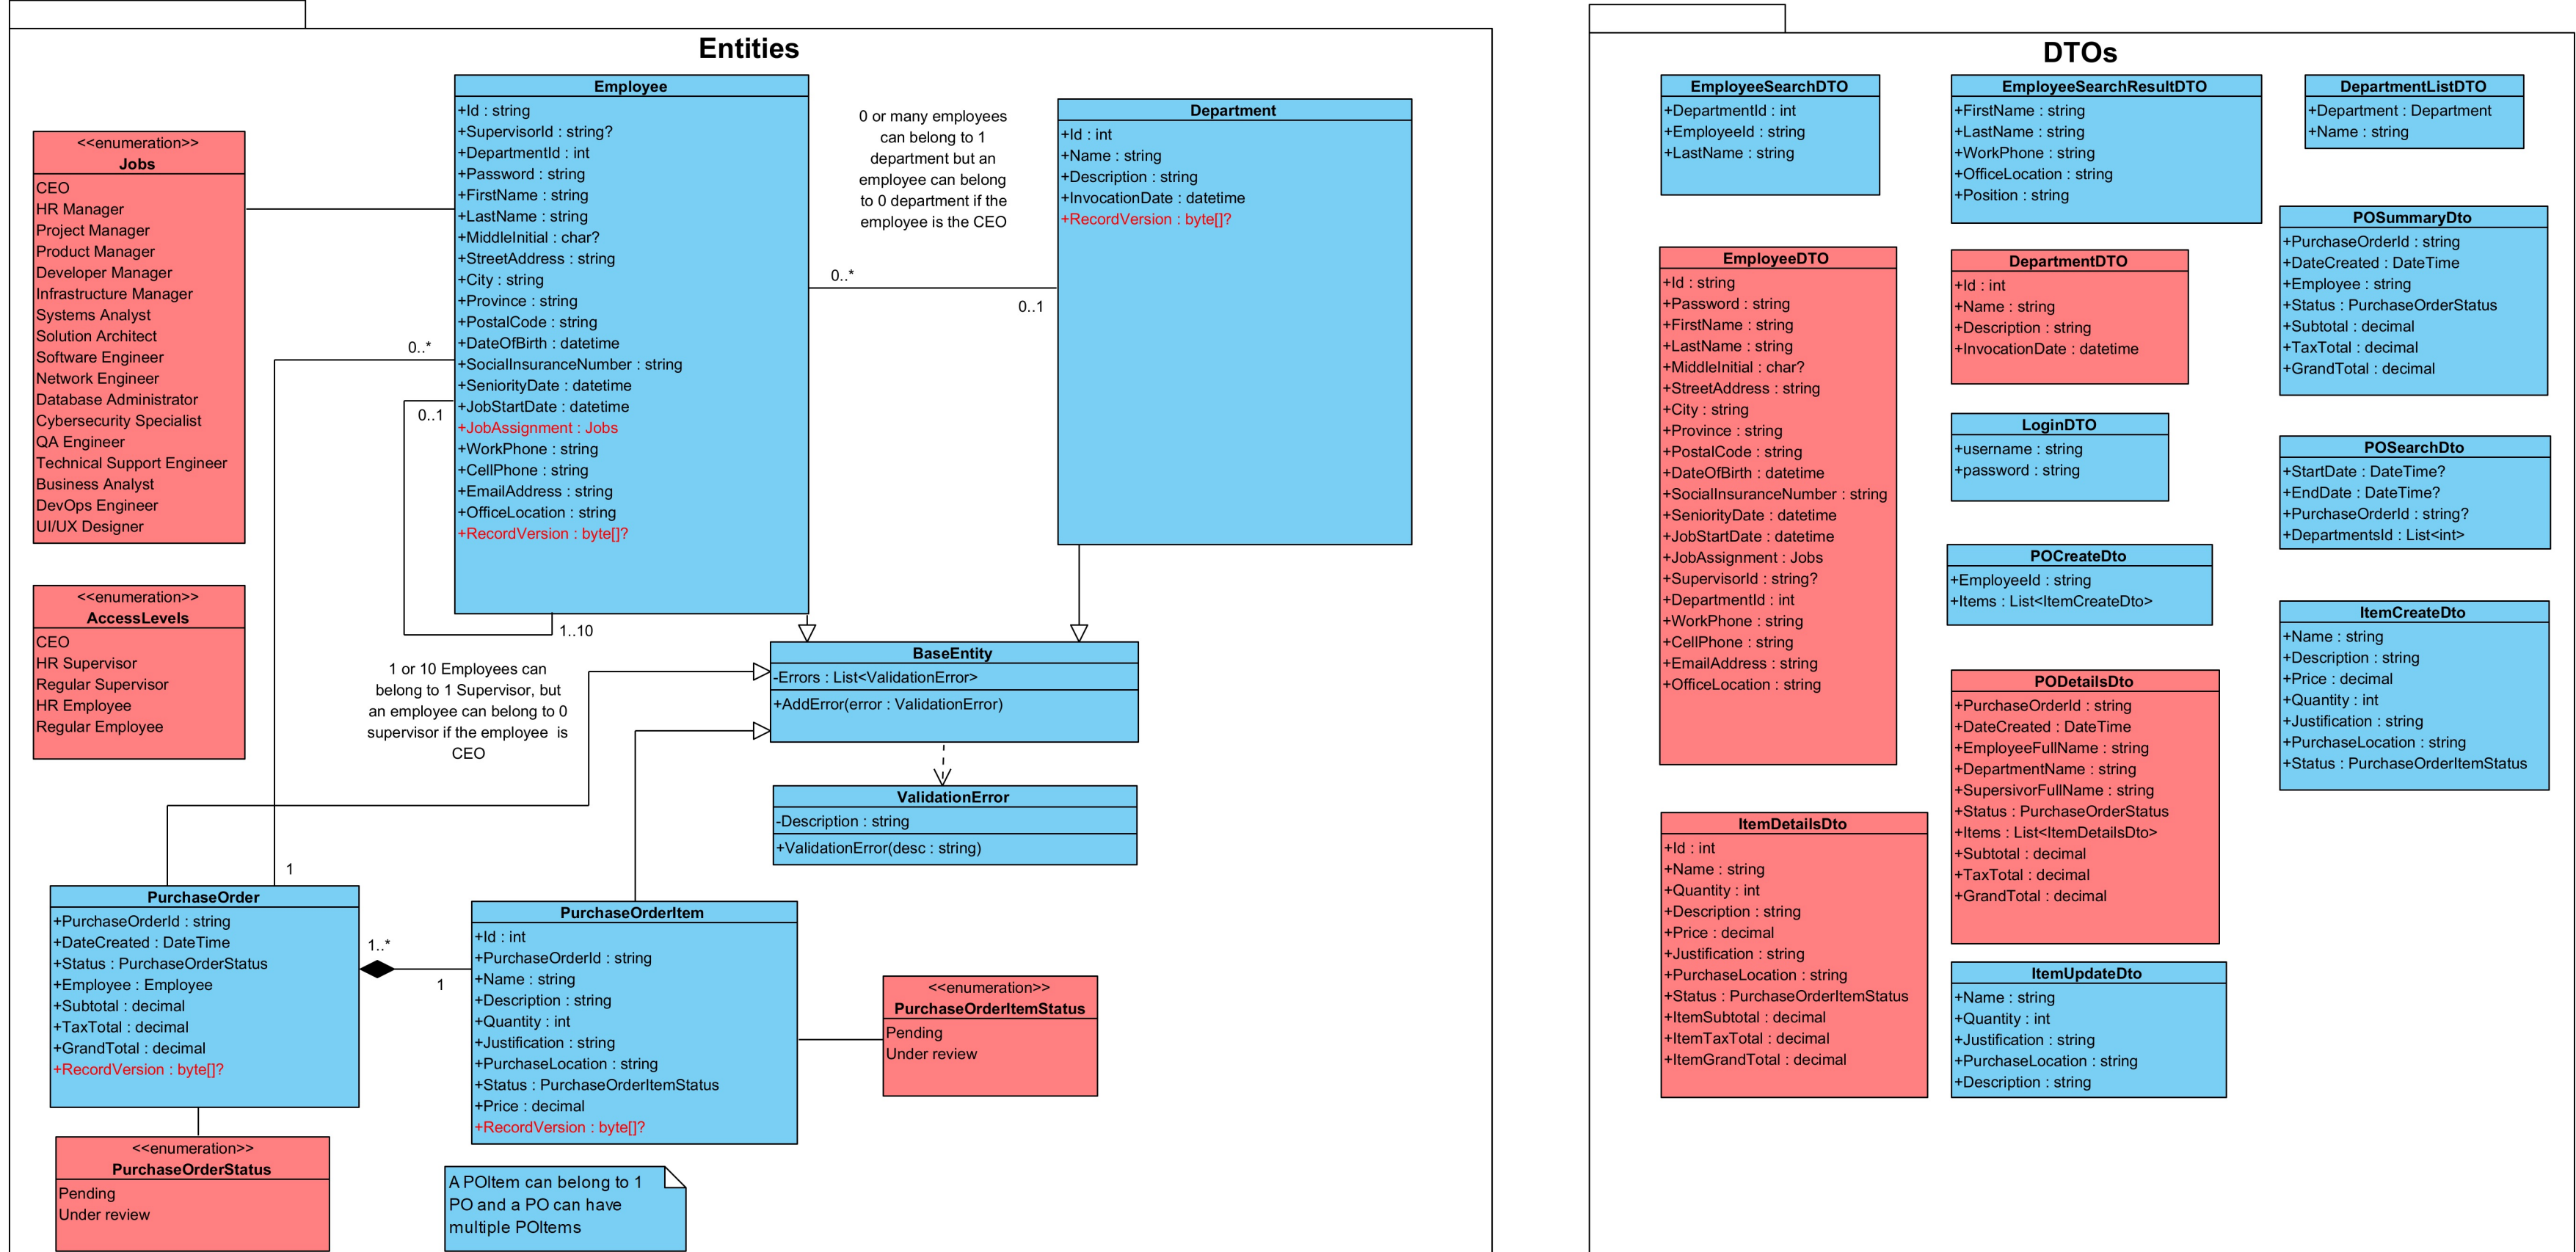 Entities
<<enumeration>>
Jobs
CEO
HR Manager
Project Manager
Product Manager
Developer Manager
Infrastructure Manager
Systems Analyst
Solution Architect
Software Engineer
Network Engineer
Database Administrator
Cybersecurity Specialist
QA Engineer
Technical Support Engineer
Business Analyst
DevOps Engineer
UI/UX Designer
<<enumeration>>
AccessLevels
CEO
HR Supervisor
Regular Supervisor
HR Employee
Regular Employee
Employee
+Id : string
+SupervisorId : string?
+DepartmentId : int
+Password : string
+FirstName : string
+LastName : string
+MiddleInitial : char?
+StreetAddress : string
+City : string
+Province : string
+PostalCode : string
+DateOfBirth : datetime
+SocialInsuranceNumber : string
+SeniorityDate : datetime
+JobStartDate : datetime
+JobAssignment : Jobs
+WorkPhone : string
+CellPhone : string
+EmailAddress : string
+OfficeLocation : string
+RecordVersion : byte[]?
0..*
0..1
1..10
0 or many employees
can belong to 1
department but an
employee can belong
to 0 department if the
employee is the CEO
0..*
0..1
Department
+Id : int
+Name : string
+Description : string
+InvocationDate : datetime
+RecordVersion : byte[]?
1 or 10 Employees can
belong to 1 Supervisor, but
an employee can belong to 0
supervisor if the employee is
CEO
BaseEntity
-Errors : List<ValidationError>
+AddError(error : ValidationError)
ValidationError
-Description : string
+ValidationError(desc : string)
1
PurchaseOrder
+PurchaseOrderId : string
+DateCreated : DateTime
+Status : PurchaseOrderStatus
+Employee : Employee
+Subtotal : decimal
+TaxTotal : decimal
+GrandTotal : decimal
+RecordVersion : byte[]?
1..*
1
PurchaseOrderItem
+Id : int
+PurchaseOrderId : string
+Name : string
+Description : string
+Quantity : int
+Justification : string
+PurchaseLocation : string
+Status : PurchaseOrderItemStatus
+Price : decimal
+RecordVersion : byte[]?
<<enumeration>>
PurchaseOrderItemStatus
Pending
Under review
<<enumeration>>
PurchaseOrderStatus
Pending
Under review
A POItem can belong to 1
PO and a PO can have
multiple POItems
DTOs
EmployeeSearchDTO
+DepartmentId : int
+EmployeeId : string
+LastName : string
EmployeeSearchResultDTO
+FirstName : string
+LastName : string
+WorkPhone : string
+OfficeLocation : string
+Position : string
DepartmentListDTO
+Department : Department
+Name : string
EmployeeDTO
+Id : string
+Password : string
+FirstName : string
+LastName : string
+MiddleInitial : char?
+StreetAddress : string
+City : string
+Province : string
+PostalCode : string
+DateOfBirth : datetime
+SocialInsuranceNumber : string
+SeniorityDate : datetime
+JobStartDate : datetime
+JobAssignment : Jobs
+SupervisorId : string?
+DepartmentId : int
+WorkPhone : string
+CellPhone : string
+EmailAddress : string
+OfficeLocation : string
DepartmentDTO
+Id : int
+Name : string
+Description : string
+InvocationDate : datetime
POSummaryDto
+PurchaseOrderId : string
+DateCreated : DateTime
+Employee : string
+Status : PurchaseOrderStatus
+Subtotal : decimal
+TaxTotal : decimal
+GrandTotal : decimal
LoginDTO
+username : string
+password : string
POSearchDto
+StartDate : DateTime?
+EndDate : DateTime?
+PurchaseOrderId : string?
+DepartmentsId : List<int>
POCreateDto
+EmployeeId : string
+Items : List<ItemCreateDto>
ItemCreateDto
+Name : string
+Description : string
+Price : decimal
+Quantity : int
+Justification : string
+PurchaseLocation : string
+Status : PurchaseOrderItemStatus
PODetailsDto
+PurchaseOrderId : string
+DateCreated : DateTime
+EmployeeFullName : string
+DepartmentName : string
+SupersivorFullName : string
+Status : PurchaseOrderStatus
+Items : List<ItemDetailsDto>
+Subtotal : decimal
+TaxTotal : decimal
+GrandTotal : decimal
ItemDetailsDto
+Id : int
+Name : string
+Quantity : int
+Description : string
+Price : decimal
+Justification : string
+PurchaseLocation : string
+Status : PurchaseOrderItemStatus
+ItemSubtotal : decimal
+ItemTaxTotal : decimal
+ItemGrandTotal : decimal
ItemUpdateDto
+Name : string
+Quantity : int
+Justification : string
+PurchaseLocation : string
+Description : string